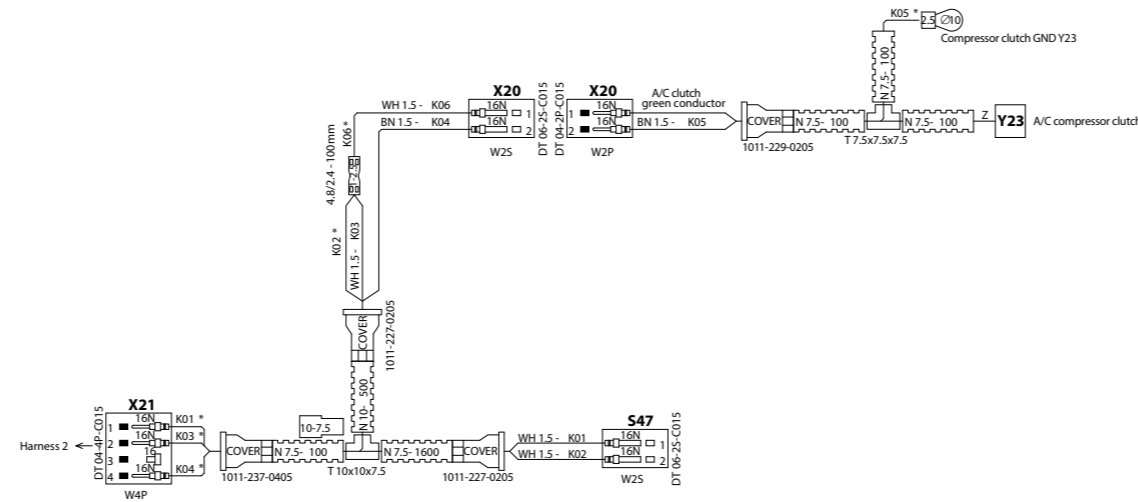 K05 *
2.5 ∅10
Compressor clutch GND Y23
N 7.5- 100
X20
WH 1.5 - K06
16N
1
BN 1.5 - K04
16N
2
W2S
DT 06-2S-C015
X20
DT 04-2P-C015
1
16N
2
16N
W2P
A/C clutch
green conductor
BN 1.5 - K05
COVER
1011-229-0205
N 7.5- 100
T 7.5x7.5x7.5
N 7.5- 100
Z
Y23
A/C compressor clutch
K06 *
4.8/2.4 -100mm
K02 *
WH 1.5 - K03
COVER
1011-227-0205
N 10- 500
10-7.5
X21
Harness 2
DT 04-4P-C015
1
16N
K01 *
2
16N
K03 *
3
16
4
16N
K04 *
W4P
COVER
1011-237-0405
N 7.5- 100
T 10x10x7.5
N 7.5-1600
COVER
1011-227-0205
S47
WH 1.5 - K01
16N
1
WH 1.5 - K02
16N
2
W2S
DT 06-2S-C015